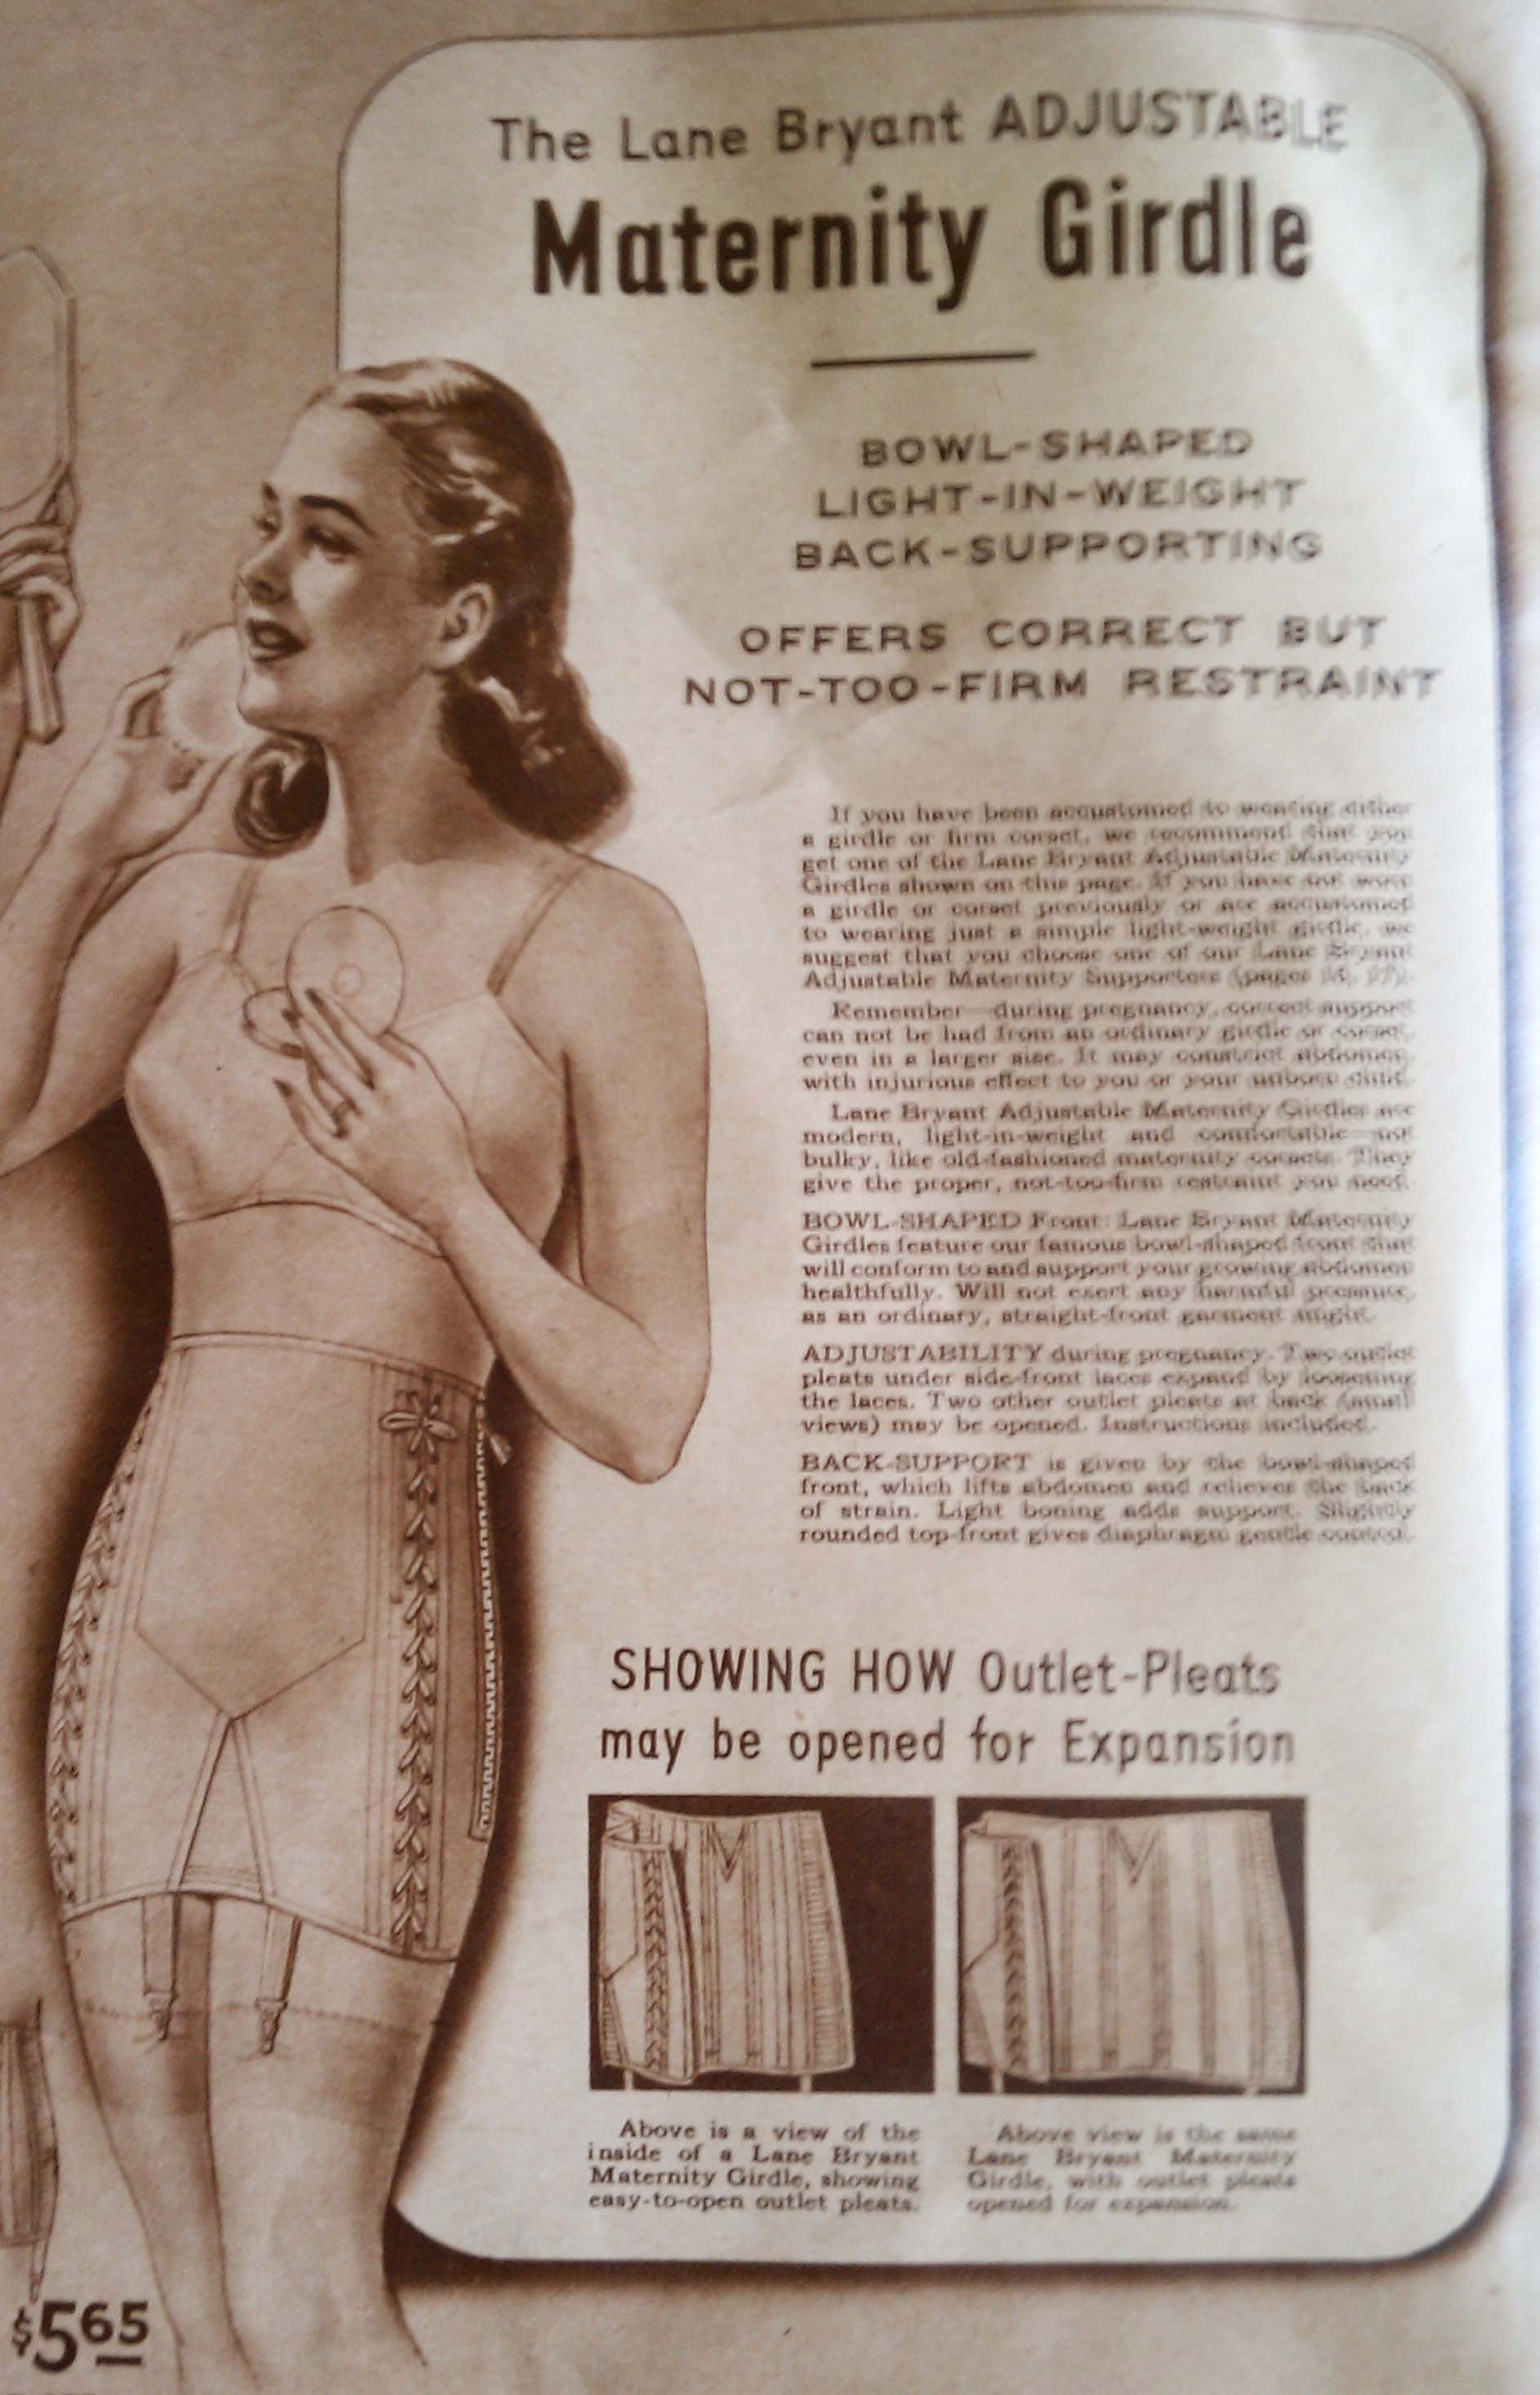 The Lane Bryant ADJUSTABLE
Maternity Girdle
BOWL-SHAPED
LIGHT-IN-WEIGHT
BACK-SUPPORTING
OFFERS CORRECT BUT
NOT-TOO-FIRM RESTRAINT
If you have been accustomed to wearing either
a girdle or firm corset, we recommend that you
get one of the Lane Bryant Adjustable Maternity
Girdles shown on this page. If you have not worn
a girdle or corset previously or are accustomed
to wearing just a simple light-weight girdle, we
suggest that you choose one of our Lane Bryant
Adjustable Maternity Supporters (pages
Remember—during pregnancy, correct support
can not be had from an ordinary girdle or corset,
even in a larger size. It may constrict abdomen,
with injurious effect to you or your unborn child.
Lane Bryant Adjustable Maternity Girdles are
modern, light-in-weight and comfortable—not
bulky, like old-fashioned maternity corsets. They
give the proper, not-too-firm restraint you need.
BOWL-SHAPED Front: Lane Bryant Maternity
Girdles feature our famous bowl-shaped front that
will conform to and support your growing abdomen
healthfully. Will not exert any harmful pressure,
as an ordinary, straight-front garment might.
ADJUSTABILITY during pregnancy. Two outlet
pleats under side-front laces expand by loosening
the laces. Two other outlet pleats at back (small
views) may be opened. Instructions included.
BACK-SUPPORT is given by the bowl-shaped
front, which lifts abdomen and relieves the back
of strain. Light boning adds support. Slightly
rounded top-front gives diaphragm gentle control.
SHOWING HOW Outlet-Pleats
may be opened for Expansion
Above is a view of the
inside of a Lane Bryant
Maternity Girdle, showing
easy-to-open outlet pleats.
Above view is the same
Lane Bryant Maternity
Girdle, with outlet pleats
opened for expansion.
$565